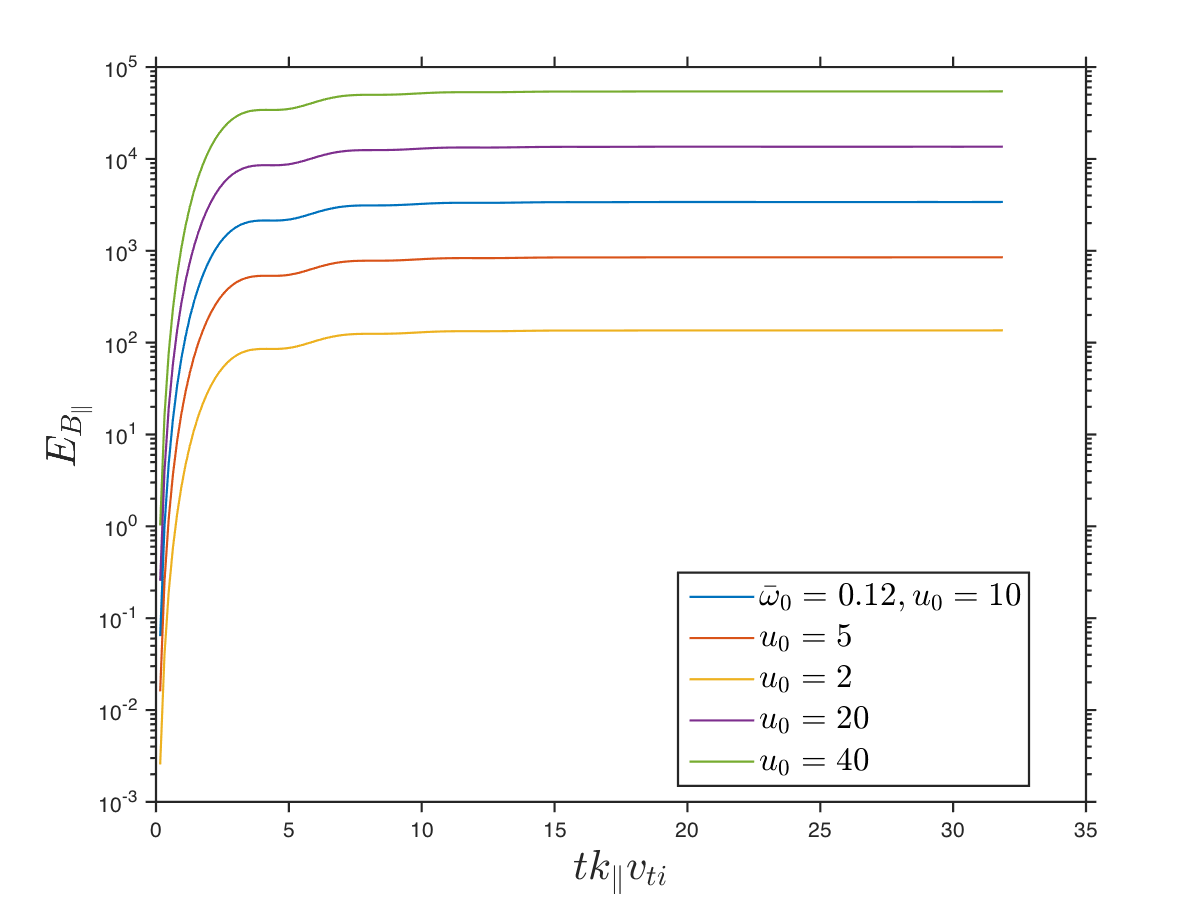 10^5
10^4
10^3
10^2
10^1
10^0
10^-1
10^-2
10^-3
E_{B_∥}
0 5 10 15 20 25 30 35
tk_∥v_{ti}
ω̄_0 = 0.12, u_0 = 10
u_0 = 5
u_0 = 2
u_0 = 20
u_0 = 40